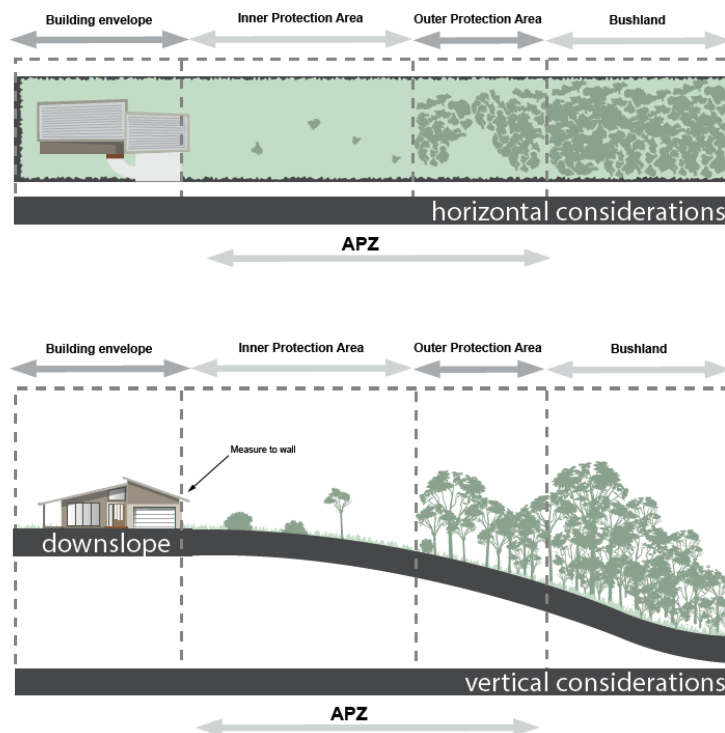 Building envelope
Inner Protection Area
Outer Protection Area
Bushland
horizontal considerations
APZ
Building envelope
Inner Protection Area
Outer Protection Area
Bushland
Measure to wall
downslope
vertical considerations
APZ